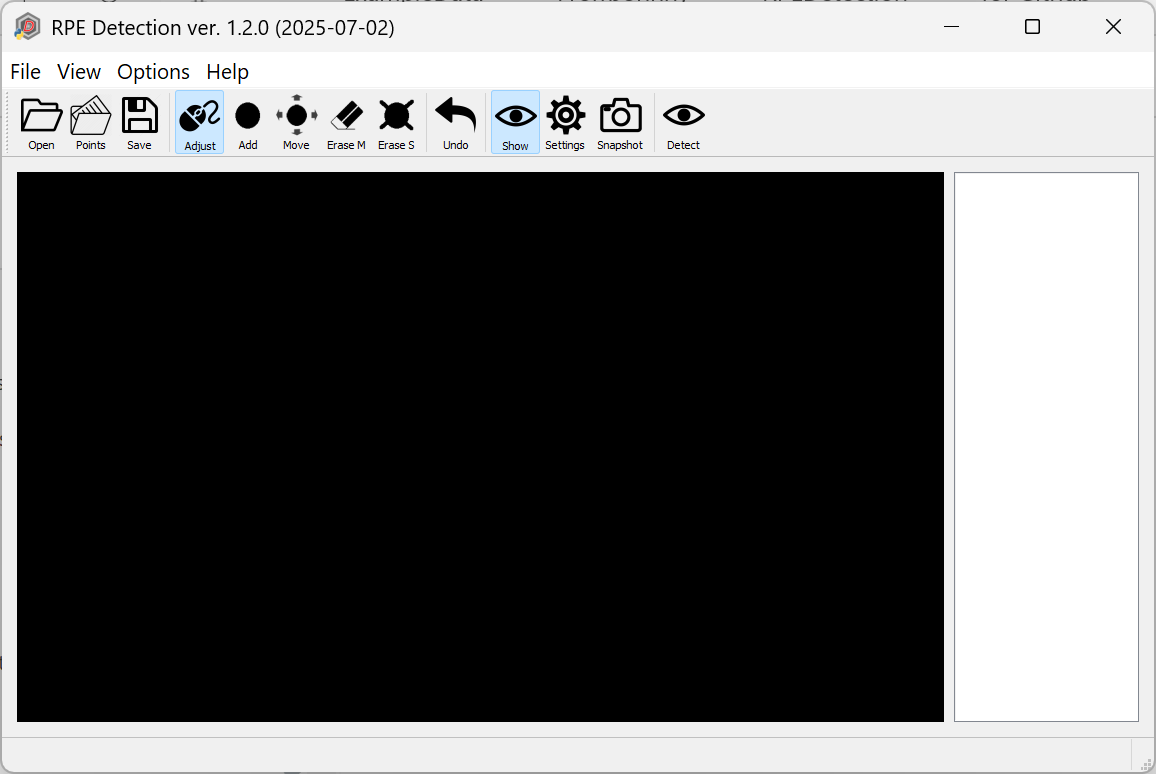 RPE Detection ver. 1.2.0 (2025-07-02)
File View Options Help
Open Points Save Adjust Add Move Erase M Erase S Undo Show Settings Snapshot Detect